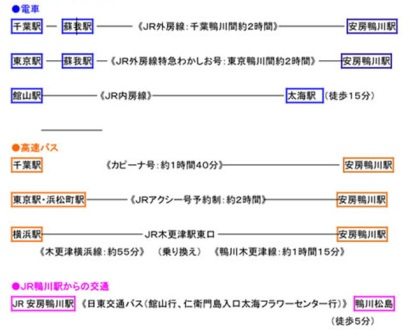 ●電車
千葉駅 蘇我駅 《JR外房線:千葉鴨川間約2時間》 安房鴨川駅
東京駅 蘇我駅 《JR外房線特急わかしお号:東京鴨川間約2時間》 安房鴨川駅
館山駅 《JR内房線》 太海駅 (徒歩15分)
●高速バス
千葉駅 《カピーナ号:約1時間40分》 安房鴨川駅
東京駅・浜松町駅 《JRアクシー号予約制:約2時間》 安房鴨川駅
横浜駅 JR木更津駅東口 安房鴨川駅
《木更津横浜線:約55分》 (乗り換え) 《鴨川木更津線:約1時間15分》
●JR鴨川駅からの交通
JR 安房鴨川駅 《日東交通バス(館山行、仁衛門島入口太海フラワーセンター行)》 鴨川松島
(徒歩5分)